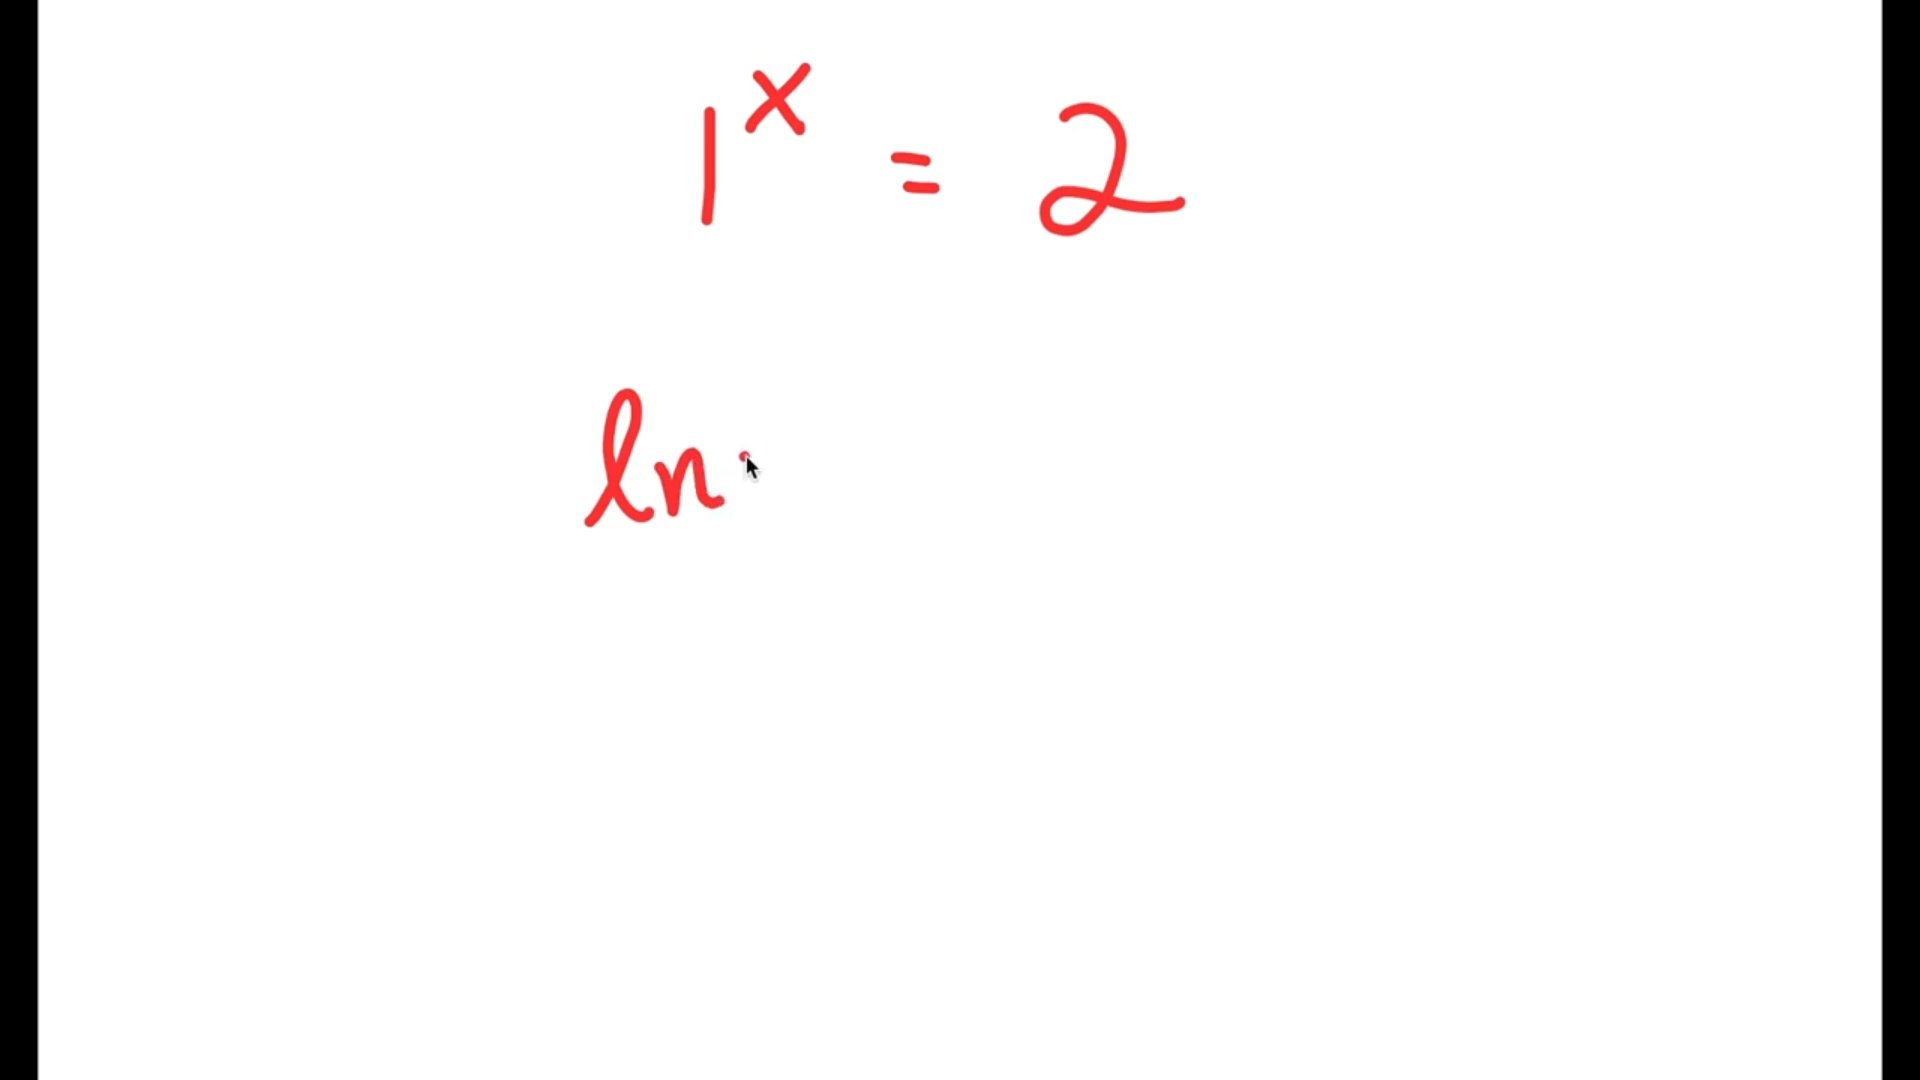 1^x = 2
ln